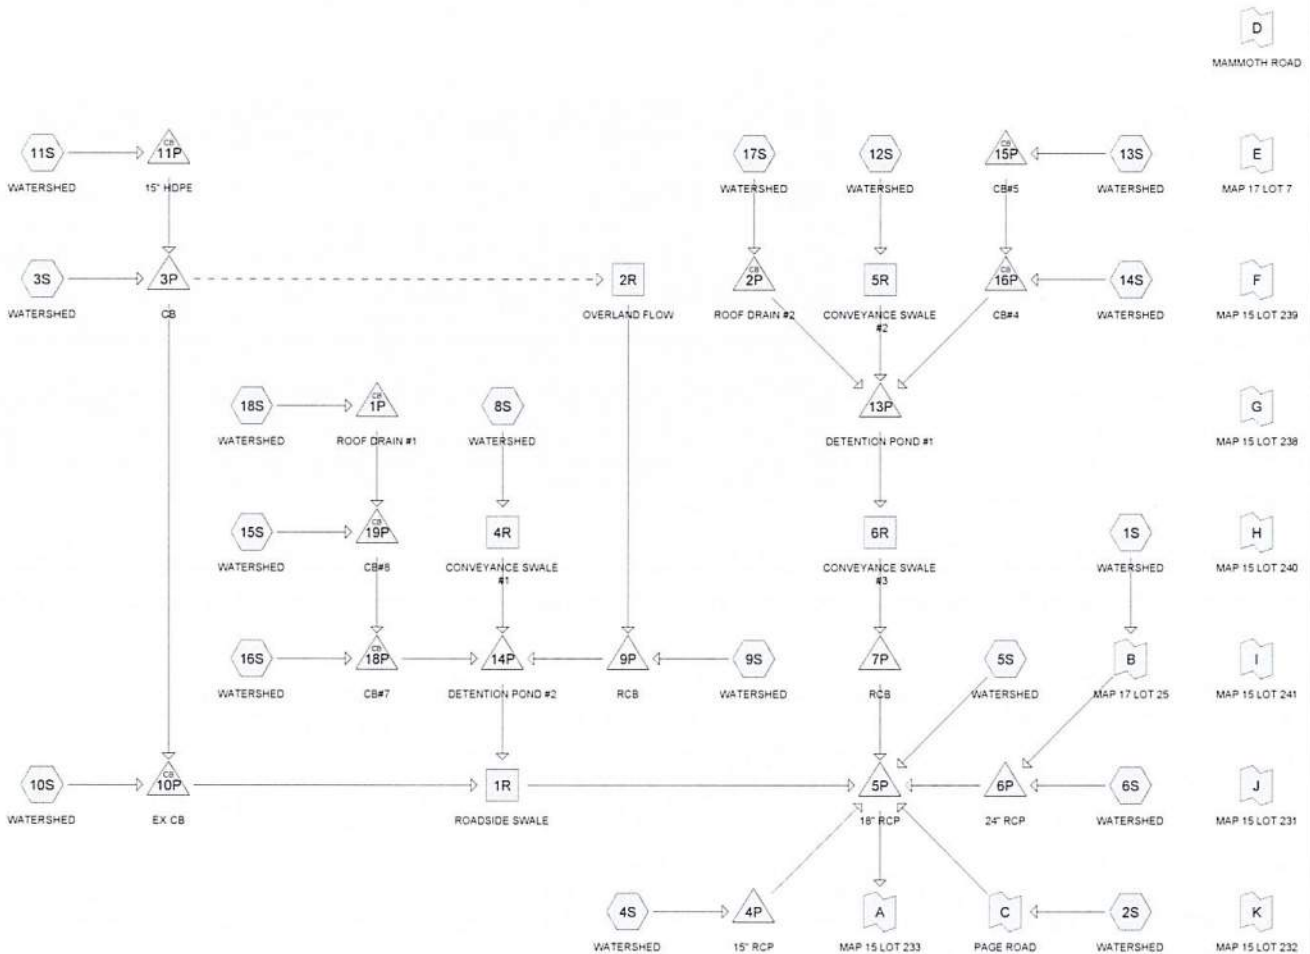 D
MAMMOTH ROAD
11S
CB
11P
17S
12S
CB
15P
13S
E
WATERSHED
15" HDPE
WATERSHED
WATERSHED
CB#5
WATERSHED
MAP 17 LOT 7
3S
3P
2R
CB
2P
5R
CB
16P
14S
F
WATERSHED
CB
OVERLAND FLOW
ROOF DRAIN #2
CONVEYANCE SWALE
#2
CB#4
WATERSHED
MAP 15 LOT 239
18S
CB
1P
8S
13P
G
WATERSHED
ROOF DRAIN #1
WATERSHED
DETENTION POND #1
MAP 15 LOT 238
15S
CB
19P
4R
6R
1S
H
WATERSHED
CB#8
CONVEYANCE SWALE
#1
CONVEYANCE SWALE
#3
WATERSHED
MAP 15 LOT 240
16S
CB
18P
14P
9P
9S
7P
5S
B
I
WATERSHED
CB#7
DETENTION POND #2
RCB
WATERSHED
RCB
WATERSHED
MAP 17 LOT 25
MAP 15 LOT 241
10S
CB
10P
1R
5P
6P
6S
J
WATERSHED
EX CB
ROADSIDE SWALE
18" RCP
24" RCP
WATERSHED
MAP 15 LOT 231
4S
4P
A
C
2S
K
WATERSHED
15" RCP
MAP 15 LOT 233
PAGE ROAD
WATERSHED
MAP 15 LOT 232